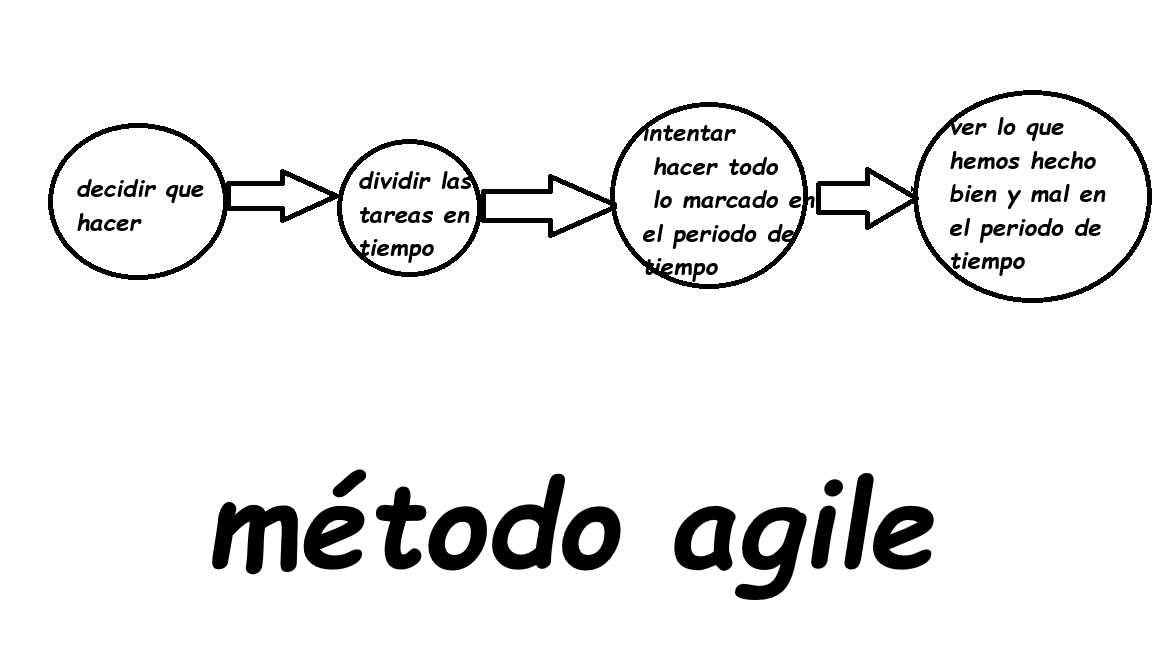 decidir que
hacer
dividir las
tareas en
tiempo
intentar
hacer todo
lo marcado en
el periodo de
tiempo
ver lo que
hemos hecho
bien y mal en
el periodo de
tiempo
método agile